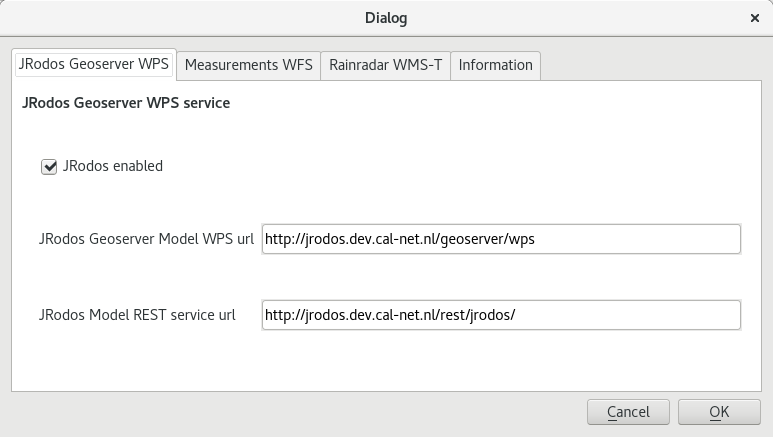 Dialog
JRodos Geoserver WPS Measurements WFS Rainradar WMS-T Information
JRodos Geoserver WPS service
JRodos enabled
JRodos Geoserver Model WPS url http://jrodos.dev.cal-net.nl/geoserver/wps
JRodos Model REST service url http://jrodos.dev.cal-net.nl/rest/jrodos/
Cancel OK